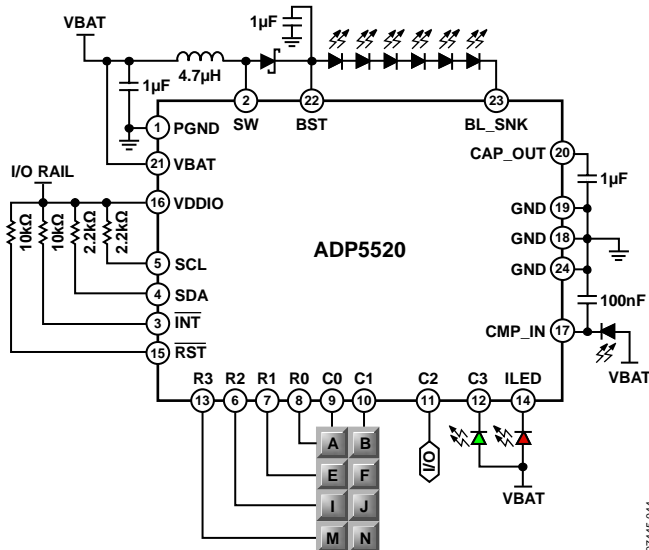 VBAT
1µF
4.7µH
1µF
2
22
23
SW
BST
BL_SNK
1
PGND
21
VBAT
I/O RAIL
16
VDDIO
10kΩ
10kΩ
2.2kΩ
2.2kΩ
5
SCL
4
SDA
3
INT
15
RST
ADP5520
CAP_OUT
20
1µF
GND
19
GND
18
GND
24
100nF
CMP_IN
17
VBAT
R3
R2
R1
R0
C0
C1
C2
C3
ILED
13
6
7
8
9
10
11
12
14
A
B
E
F
I
J
M
N
I/O
VBAT